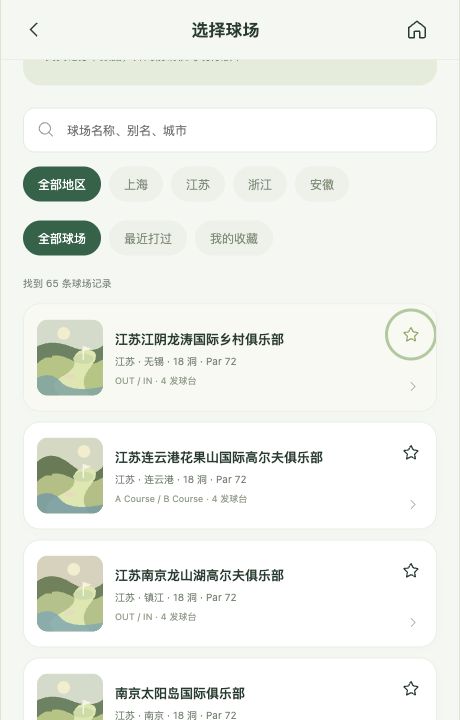 选择球场
球场名称、别名、城市
全部地区
上海
江苏
浙江
安徽
全部球场
最近打过
我的收藏
找到 65 条球场记录
江苏江阴龙涛国际乡村俱乐部
江苏 · 无锡 · 18 洞 · Par 72
OUT / IN · 4 发球台
江苏连云港花果山国际高尔夫俱乐部
江苏 · 连云港 · 18 洞 · Par 72
A Course / B Course · 4 发球台
江苏南京龙山湖高尔夫俱乐部
江苏 · 镇江 · 18 洞 · Par 72
OUT / IN · 4 发球台
南京太阳岛国际俱乐部
江苏 · 南京 · 18 洞 · Par 72